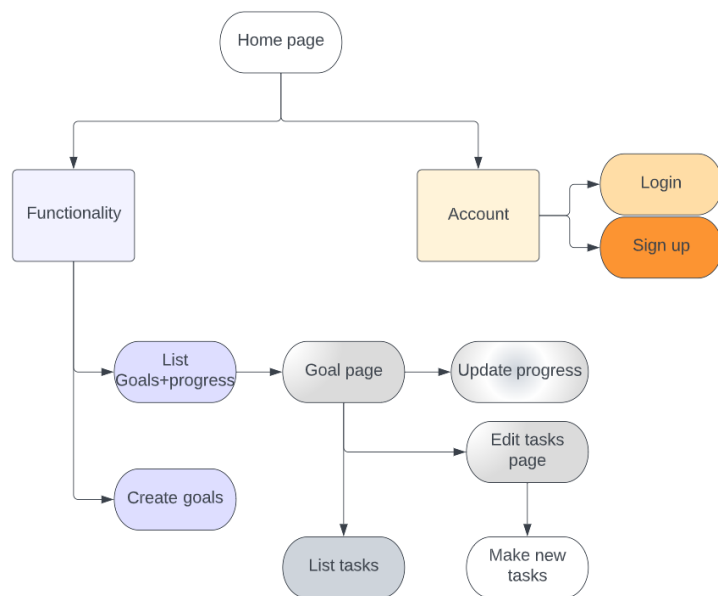 Home page
Functionality
Account
Login
Sign up
List
Goals+progress
Goal page
Update progress
Edit tasks
page
Create goals
List tasks
Make new
tasks